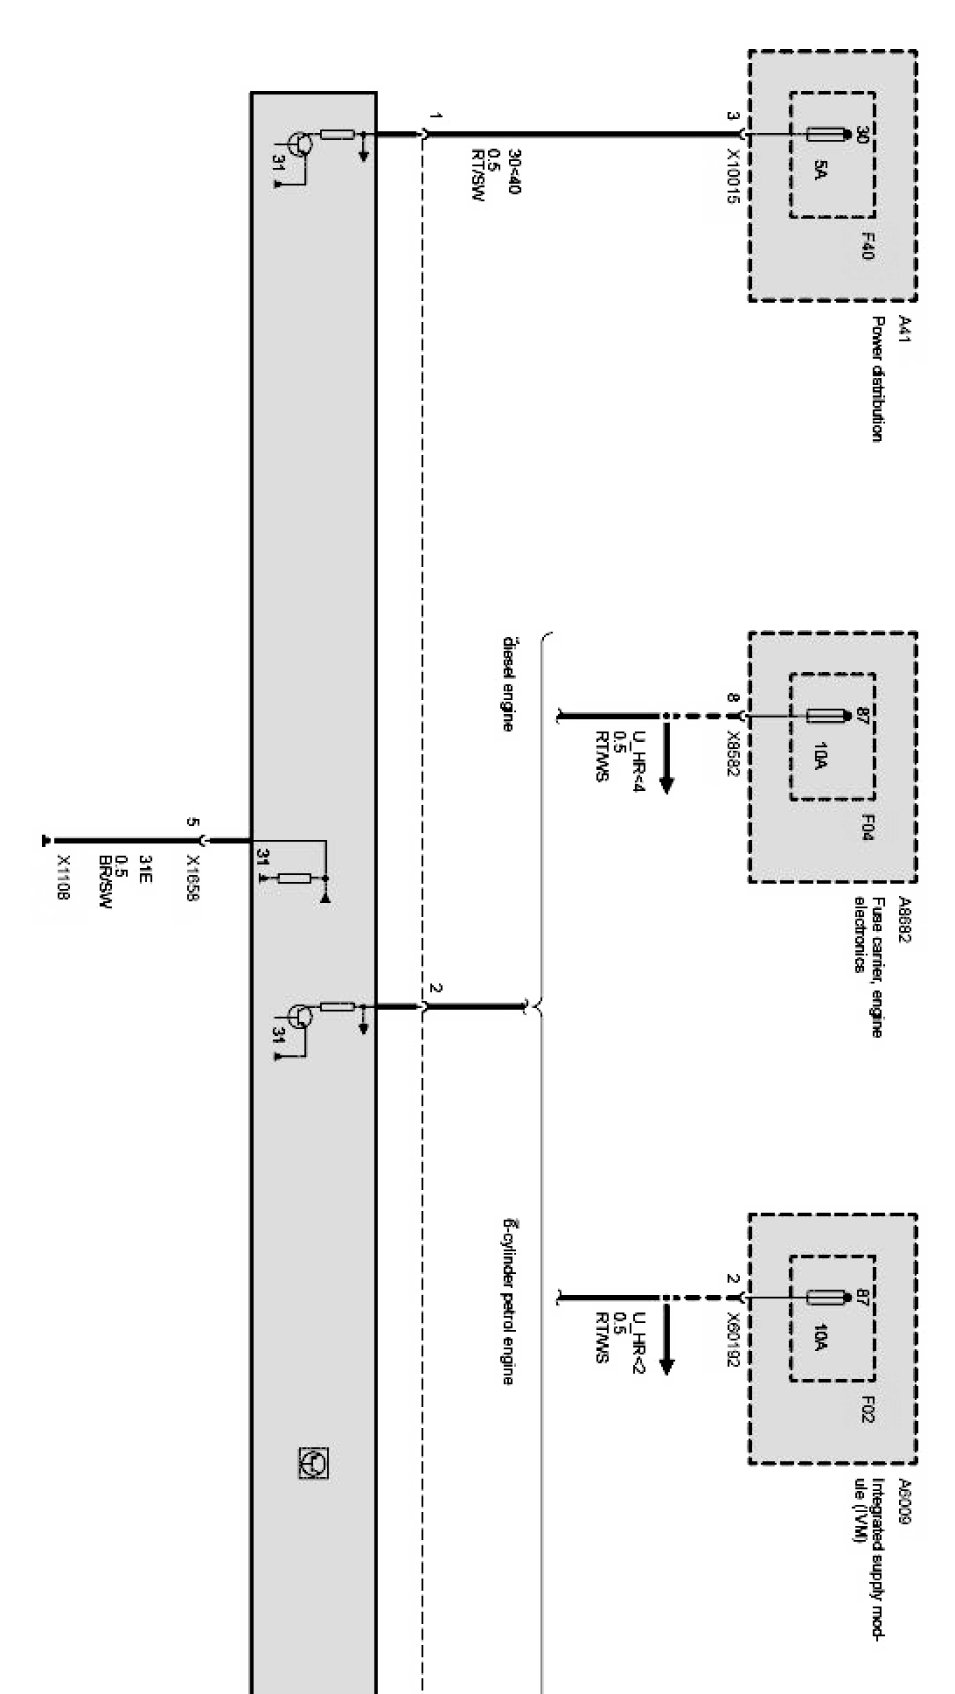 30
5A
F40
A41
Power distribution
3
X10015
30<40
0.5
RT/SW
1
31
87
10A
F04
A8682
Fuse carrier, engine
electronics
8
X8582
U_HR<4
0.5
RT/WS
diesel engine
5
X1658
31E
0.5
BR/SW
X1108
31
2
31
87
10A
F02
A6009
Integrated supply mod-
ule (IVM)
2
X60192
U_HR<2
0.5
RT/WS
6-cylinder petrol engine